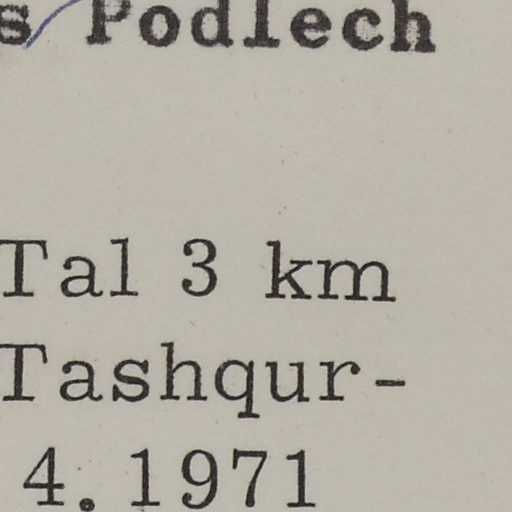 s Podlech
Tal 3 km
Tashqur-
4.1971